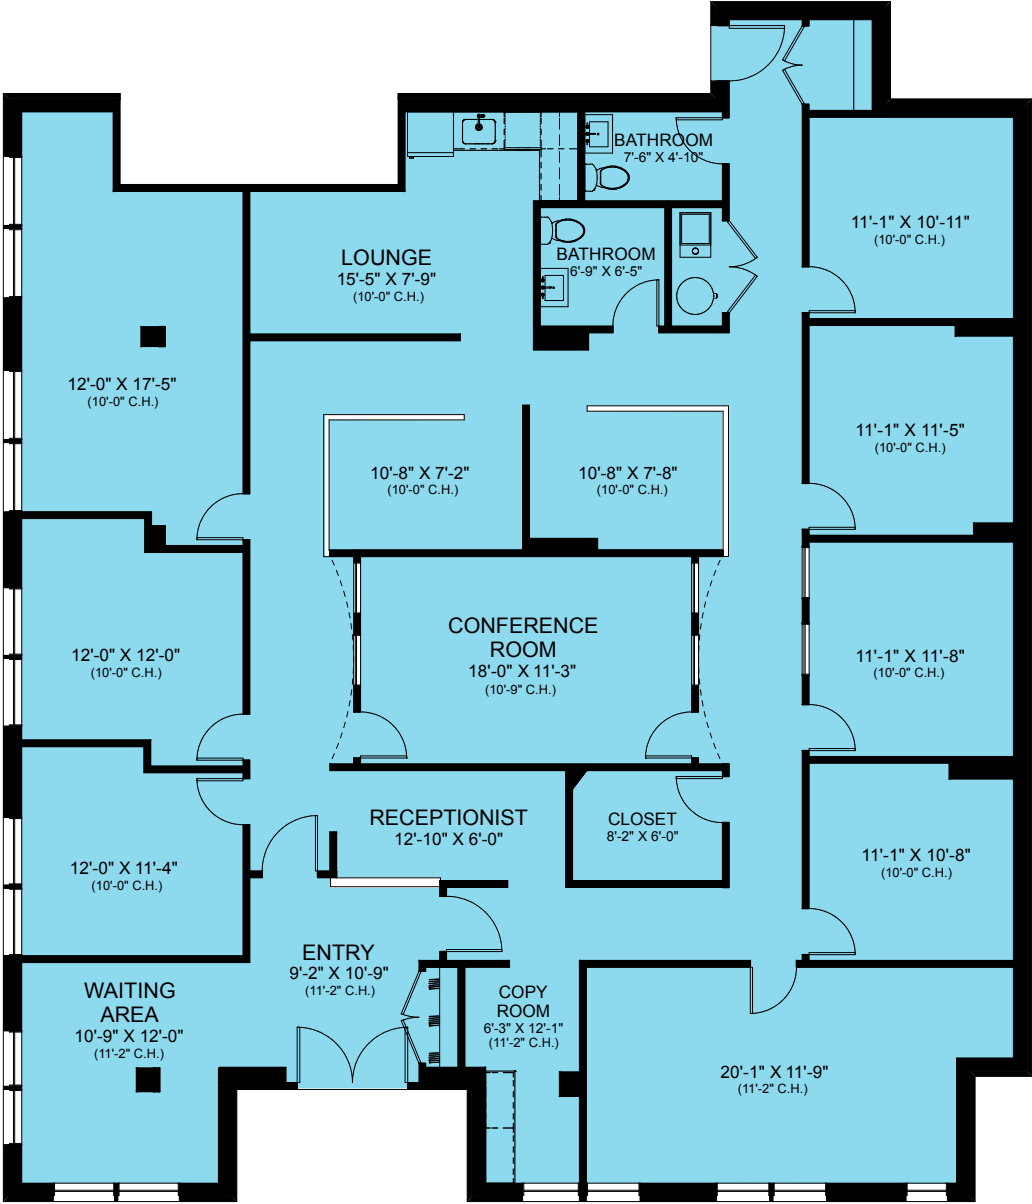 BATHROOM
7'-6" X 4'-10"
11'-1" X 10'-11"
(10'-0" C.H.)
LOUNGE
15'-5" X 7'-9"
(10'-0" C.H.)
BATHROOM
6'-9" X 6'-5"
12'-0" X 17'-5"
(10'-0" C.H.)
11'-1" X 11'-5"
(10'-0" C.H.)
10'-8" X 7'-2"
(10'-0" C.H.)
10'-8" X 7'-8"
(10'-0" C.H.)
12'-0" X 12'-0"
(10'-0" C.H.)
CONFERENCE
ROOM
18'-0" X 11'-3"
(10'-9" C.H.)
11'-1" X 11'-8"
(10'-0" C.H.)
RECEPTIONIST
12'-10" X 6'-0"
CLOSET
8'-2" X 6'-0"
12'-0" X 11'-4"
(10'-0" C.H.)
11'-1" X 10'-8"
(10'-0" C.H.)
ENTRY
9'-2" X 10'-9"
(11'-2" C.H.)
WAITING
AREA
10'-9" X 12'-0"
(11'-2" C.H.)
COPY
ROOM
6'-3" X 12'-1"
(11'-2" C.H.)
20'-1" X 11'-9"
(11'-2" C.H.)